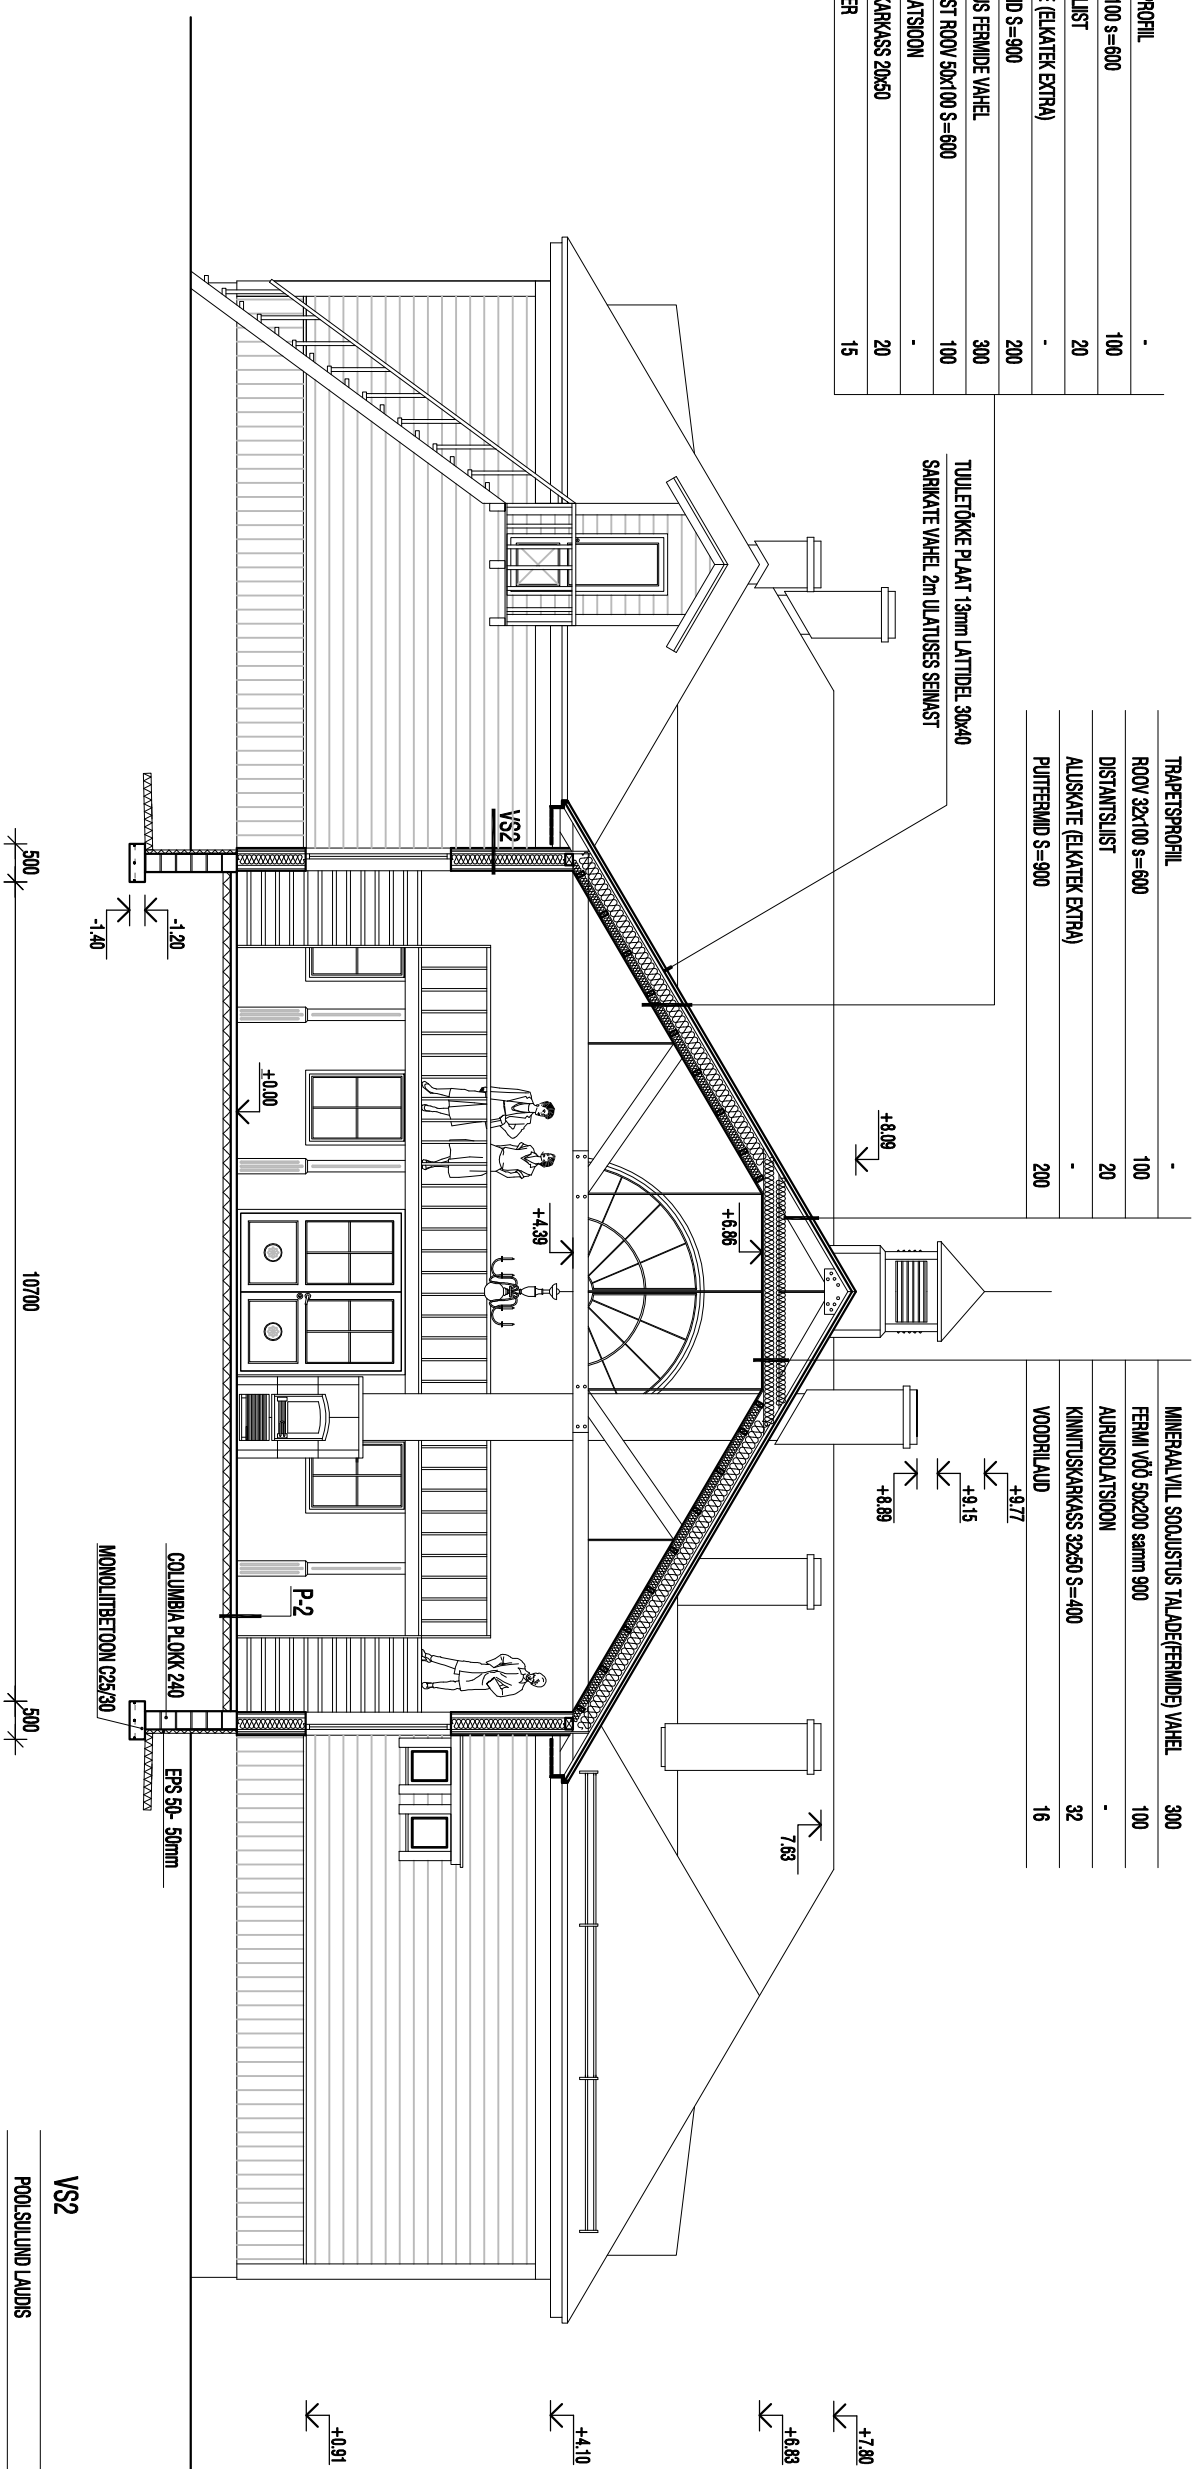 PROFIIL -
100 s=600 100
LIIST 20
(ELKATEK EXTRA) -
ID S=900 200
US FERMIDE VAHEL 300
ST ROOV 50x100 S=600 100
ATSIOON -
KARKASS 20x50 20
ER 15
TUULETÕKKE PLAAT 13mm LATTIDEL 30x40
SARIKATE VAHEL 2m ULATUSES SEINAST
TRAPETSPROFIIL -
ROOV 32x100 s=600 100
DISTANTSLIIST 20
ALUSKATE (ELKATEK EXTRA) -
PUITFERMID S=900 200
MINERAALVILL SOOJUSTUS TALADE(FERMIDE) VAHEL 300
FERMI VÖÖ 50x200 samm 900 100
AURUISOLATSIOON -
KINNITUSKARKASS 32x50 S=400 32
VOODRILAUD 16
+9.77
+9.15
+8.89
+8.09
7.63
+7.80
+6.83
+4.10
+0.91
+6.86
+4.39
VS2
+0.00
P-2
-1.20
-1.40
COLUMBIA PLOKK 240
EPS 50- 50mm
MONOLIITBETOON C25/30
500
10700
500
VS2
POOLSULUND LAUDIS